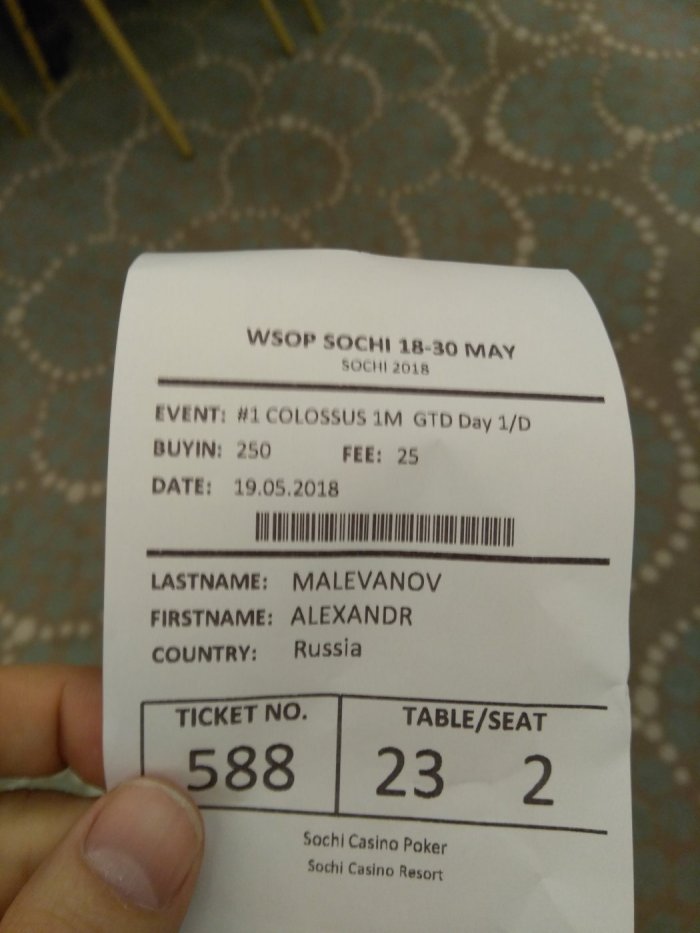 WSOP SOCHI 18-30 MAY
SOCHI 2018
EVENT: #1 COLOSSUS 1M GTD Day 1/D
BUYIN: 250 FEE: 25
DATE: 19.05.2018
LASTNAME: MALEVANOV
FIRSTNAME: ALEXANDR
COUNTRY: Russia
TICKET NO. TABLE/SEAT
588 23 2
Sochi Casino Poker
Sochi Casino Resort